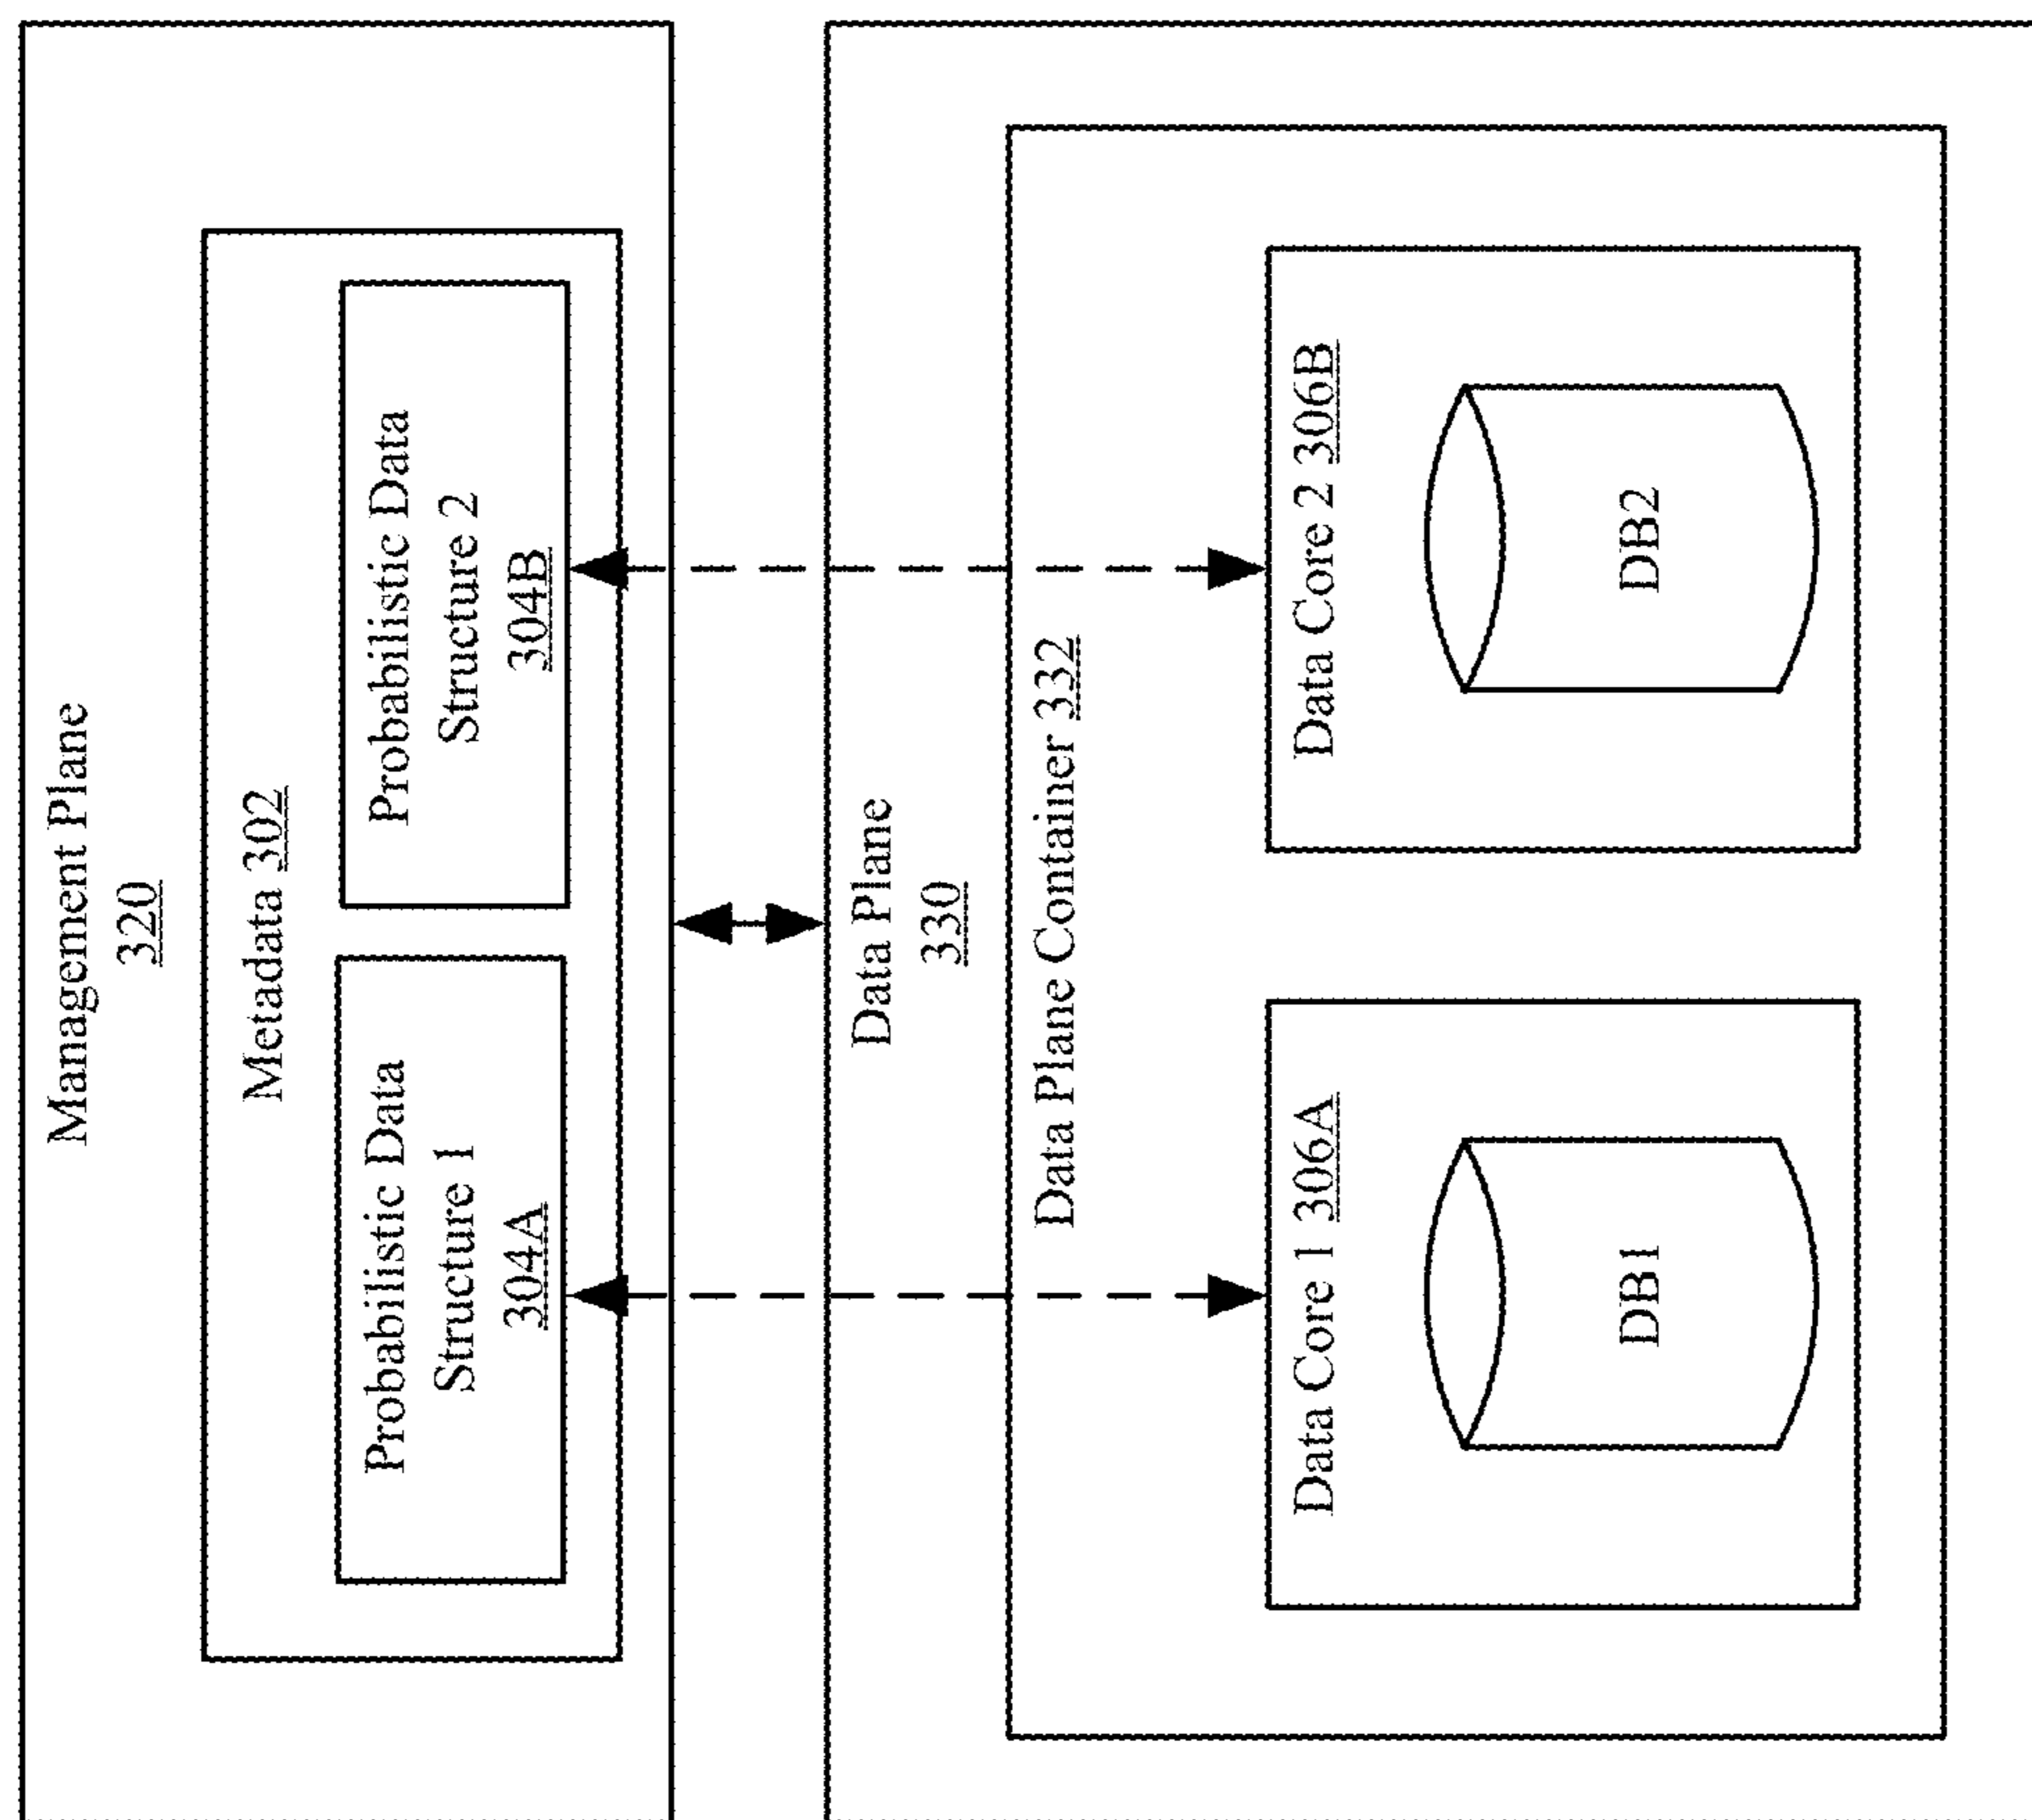 Management Plane
320
Metadata 302
Probabilistic Data
Structure 1
304A
Probabilistic Data
Structure 2
304B
Data Plane
330
Data Plane Container 332
Data Core 1 306A
DB1
Data Core 2 306B
DB2